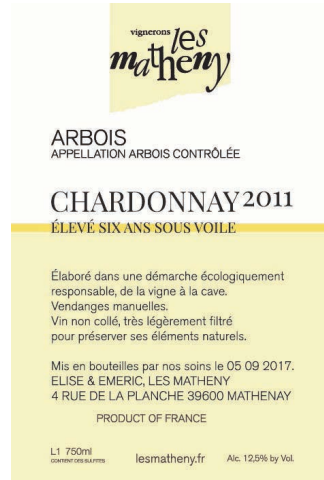 vignerons les
matheny
ARBOIS
APPELLATION ARBOIS CONTRÔLÉE
CHARDONNAY 2011
ÉLEVÉ SIX ANS SOUS VOILE
Élaboré dans une démarche écologiquement
responsable, de la vigne à la cave.
Vendanges manuelles.
Vin non collé, très légèrement filtré
pour préserver ses éléments naturels.
Mis en bouteilles par nos soins le 05 09 2017.
ELISE & EMERIC, LES MATHENY
4 RUE DE LA PLANCHE 39600 MATHENAY
PRODUCT OF FRANCE
L1 750ml
CONTIENT DES SULFITES lesmatheny.fr Alc. 12,5% by Vol.